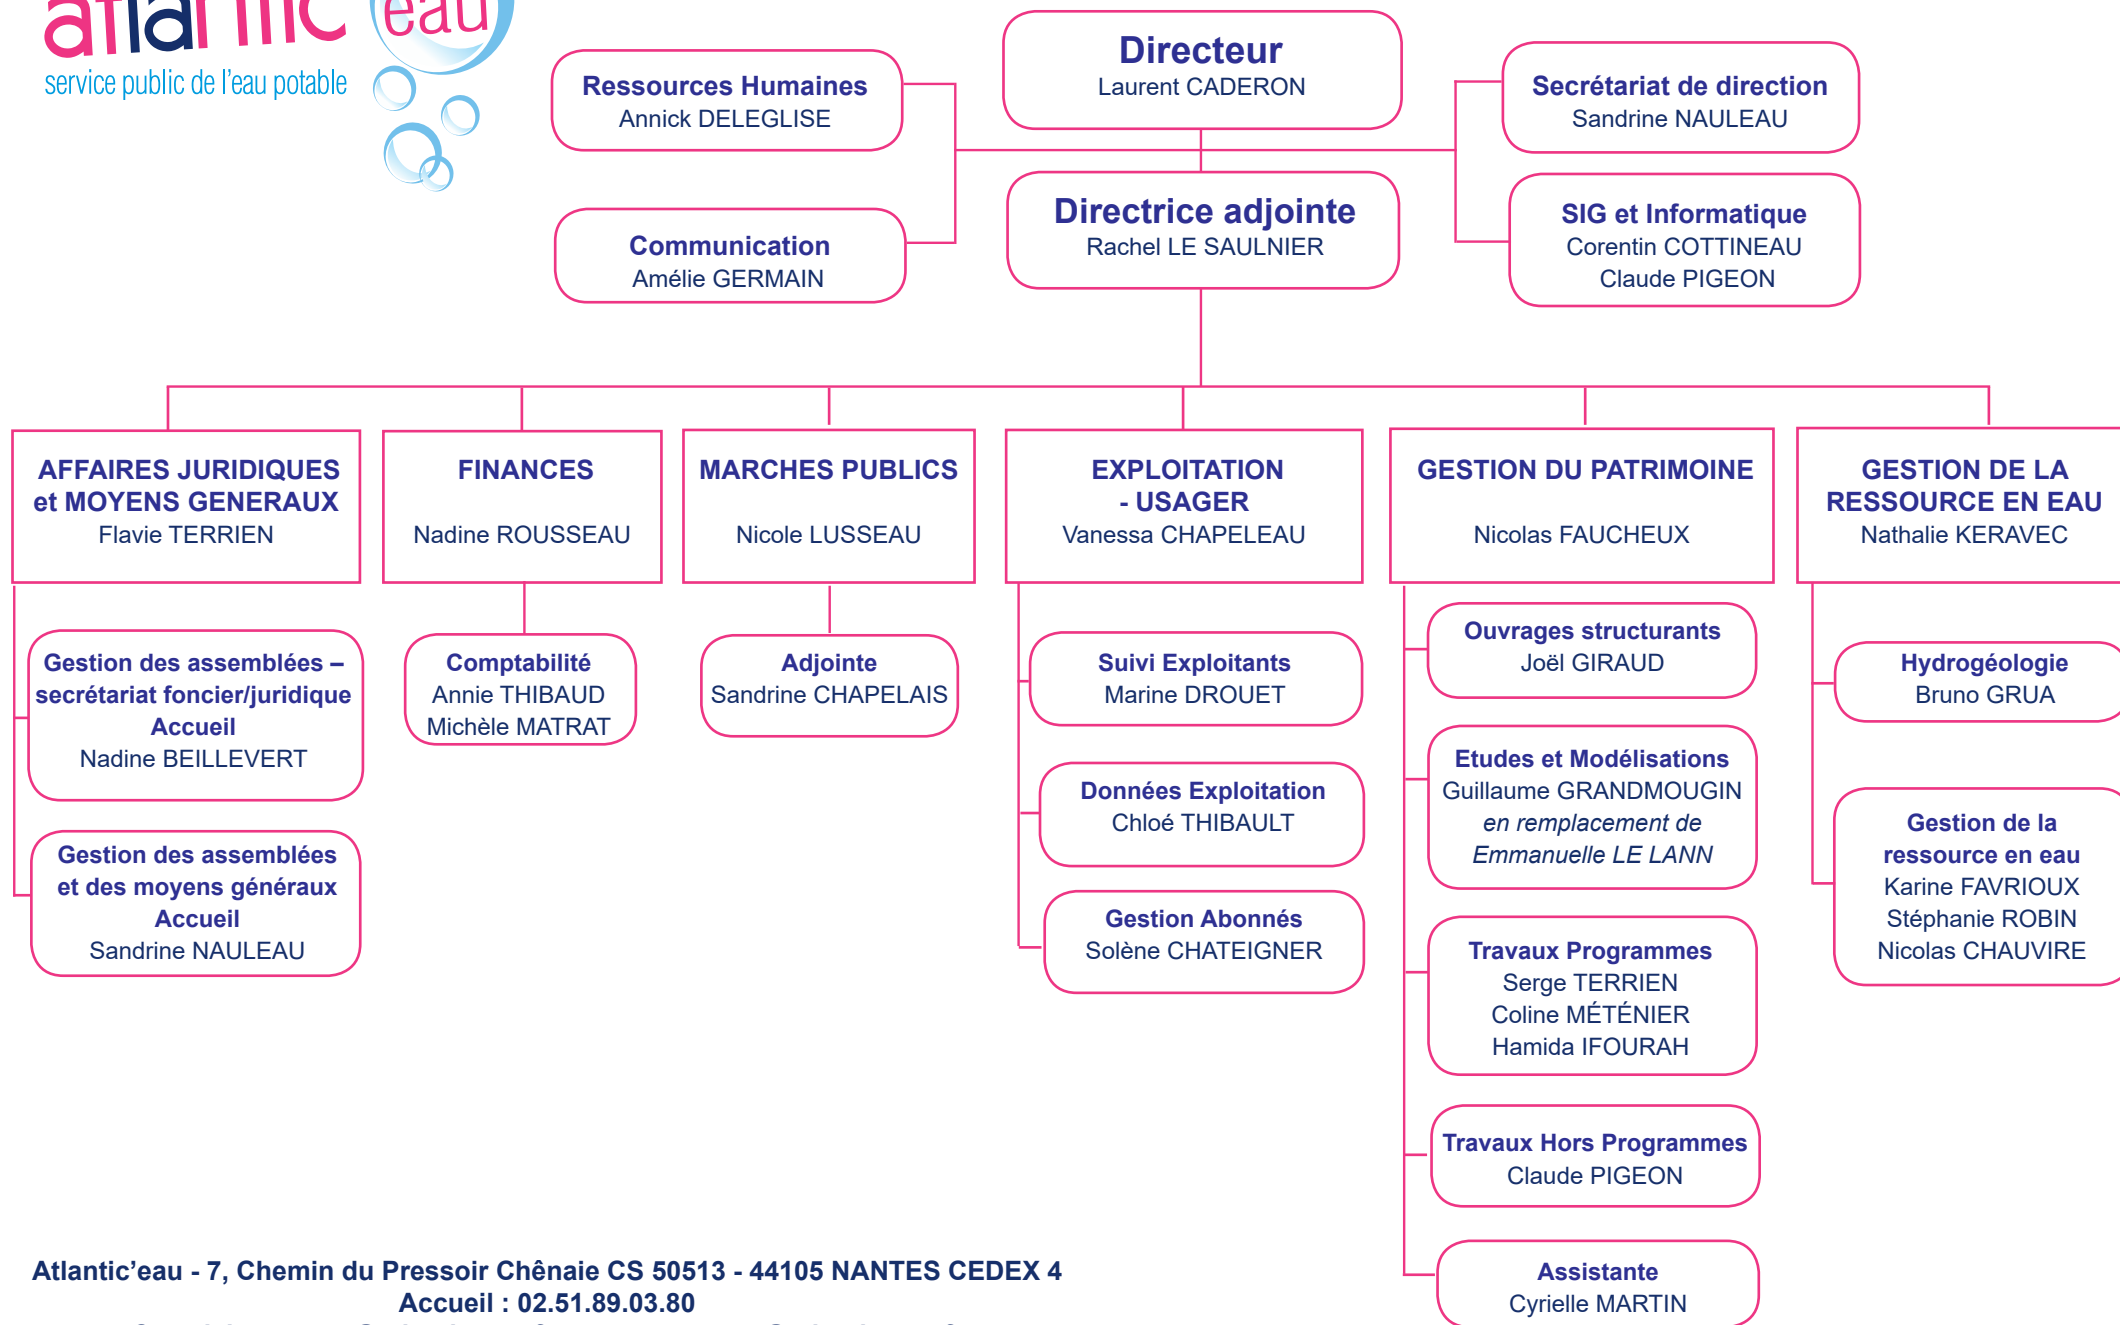 atlantic eau
service public de l'eau potable
Directeur
Laurent CADERON
Ressources Humaines
Annick DELEGLISE
Secrétariat de direction
Sandrine NAULEAU
Directrice adjointe
Rachel LE SAULNIER
Communication
Amélie GERMAIN
SIG et Informatique
Corentin COTTINEAU
Claude PIGEON
AFFAIRES JURIDIQUES
et MOYENS GENERAUX
Flavie TERRIEN
FINANCES
Nadine ROUSSEAU
MARCHES PUBLICS
Nicole LUSSEAU
EXPLOITATION
- USAGER
Vanessa CHAPELEAU
GESTION DU PATRIMOINE
Nicolas FAUCHEUX
GESTION DE LA
RESSOURCE EN EAU
Nathalie KERAVEC
Gestion des assemblées –
secrétariat foncier/juridique
Accueil
Nadine BEILLEVERT
Gestion des assemblées
et des moyens généraux
Accueil
Sandrine NAULEAU
Comptabilité
Annie THIBAUD
Michèle MATRAT
Adjointe
Sandrine CHAPELAIS
Suivi Exploitants
Marine DROUET
Données Exploitation
Chloé THIBAULT
Gestion Abonnés
Solène CHATEIGNER
Ouvrages structurants
Joël GIRAUD
Etudes et Modélisations
Guillaume GRANDMOUGIN
en remplacement de
Emmanuelle LE LANN
Travaux Programmes
Serge TERRIEN
Coline MÉTÉNIER
Hamida IFOURAH
Travaux Hors Programmes
Claude PIGEON
Assistante
Cyrielle MARTIN
Hydrogéologie
Bruno GRUA
Gestion de la
ressource en eau
Karine FAVRIOUX
Stéphanie ROBIN
Nicolas CHAUVIRE
Atlantic'eau - 7, Chemin du Pressoir Chênaie CS 50513 - 44105 NANTES CEDEX 4
Accueil : 02.51.89.03.80